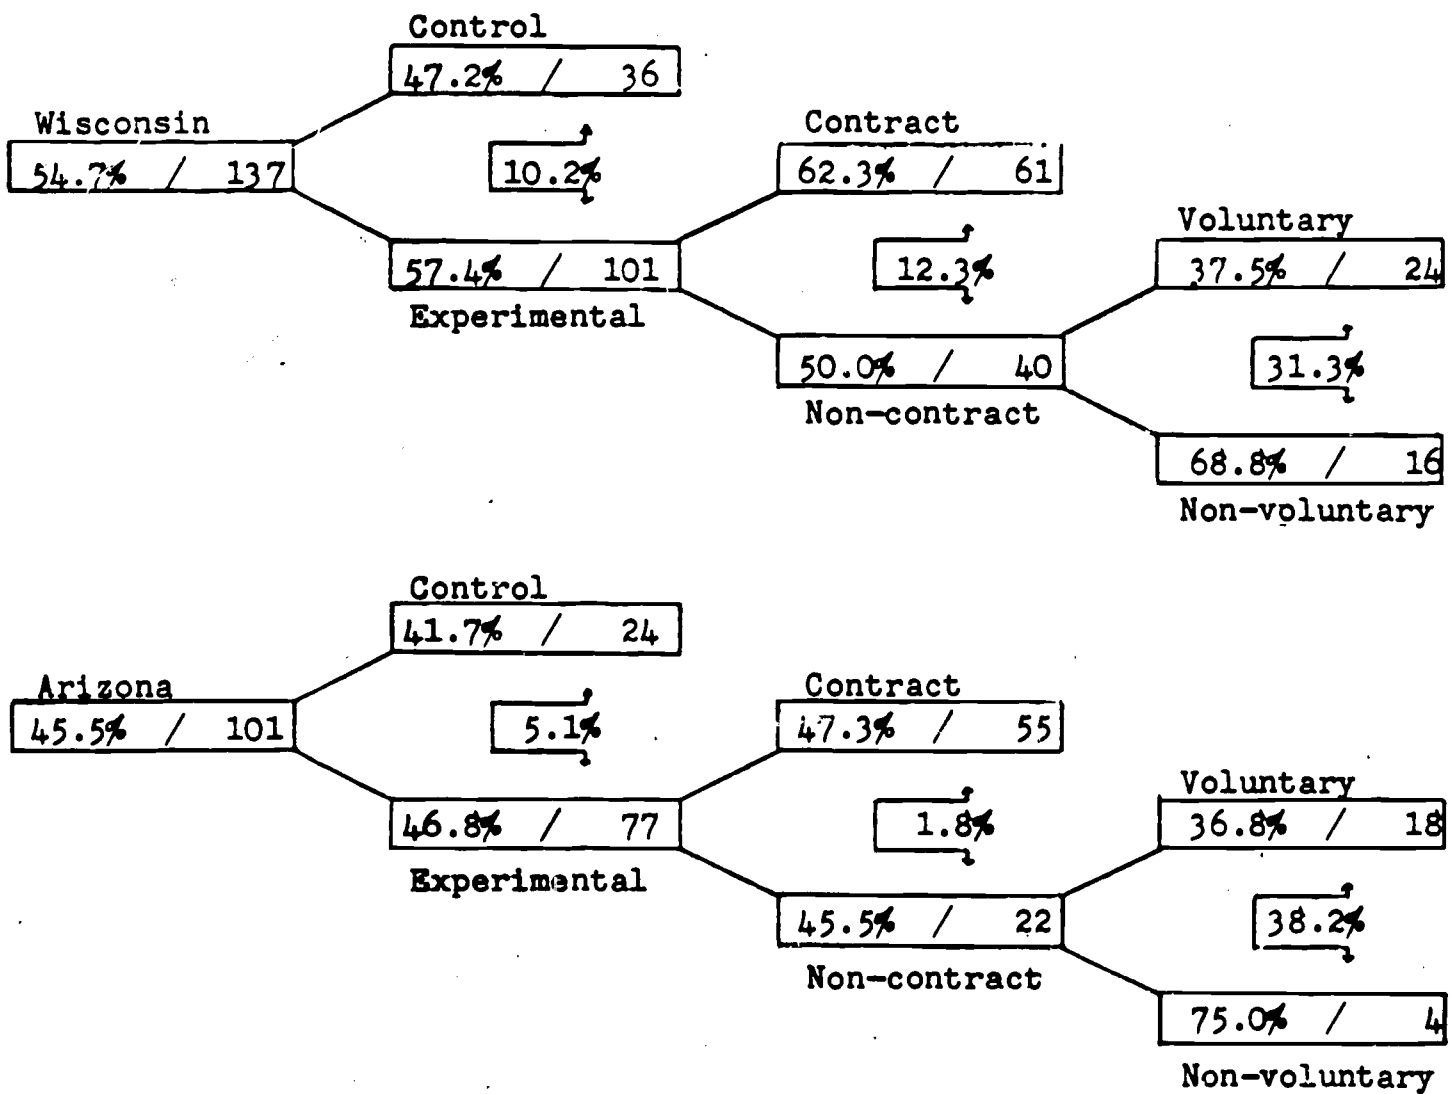 Control
47.2% / 36
Wisconsin
54.7% / 137
10.2%
Contract
62.3% / 61
57.4% / 101
Experimental
12.3%
Voluntary
37.5% / 24
50.0% / 40
Non-contract
31.3%
68.8% / 16
Non-voluntary
Control
41.7% / 24
Arizona
45.5% / 101
5.1%
Contract
47.3% / 55
46.8% / 77
Experimental
1.8%
Voluntary
36.8% / 18
45.5% / 22
Non-contract
38.2%
75.0% / 4
Non-voluntary